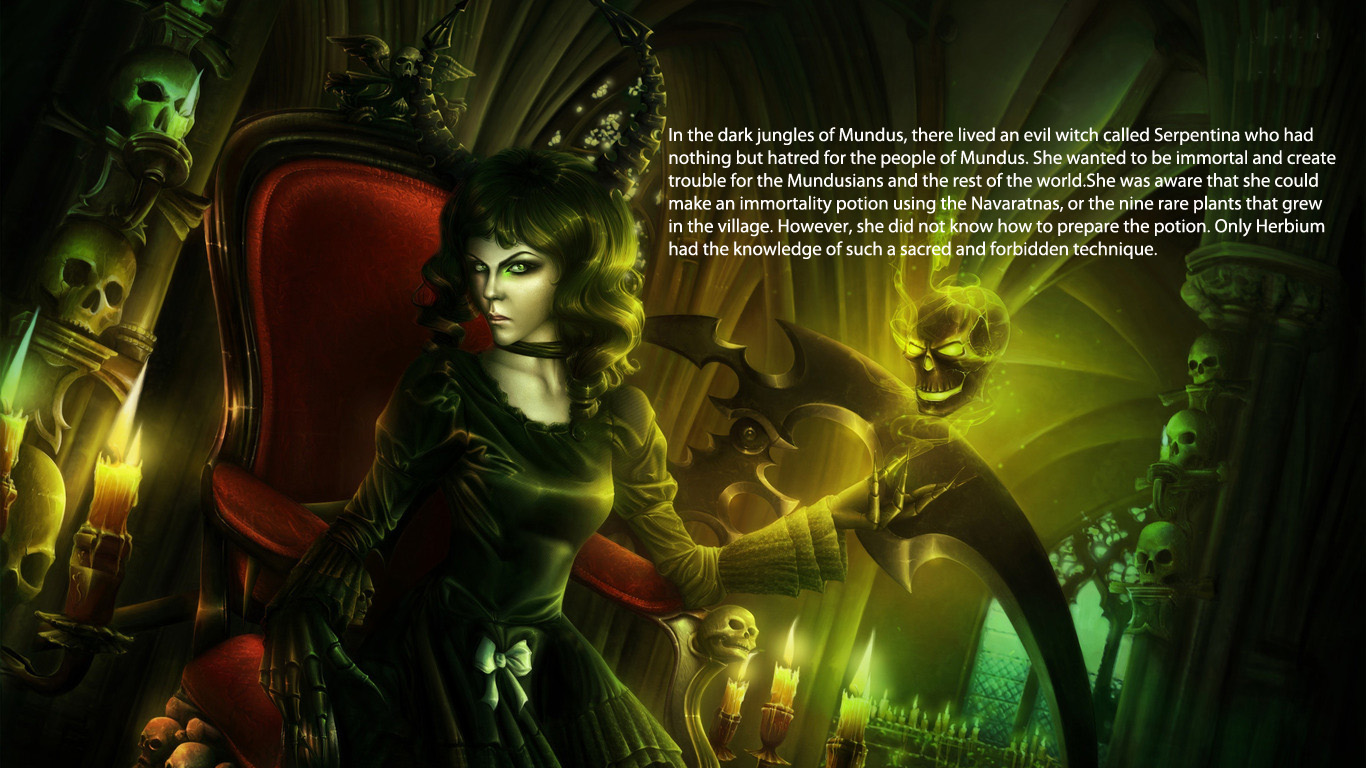 In the dark jungles of Mundus, there lived an evil witch called Serpentina who had
nothing but hatred for the people of Mundus. She wanted to be immortal and create
trouble for the Mundusians and the rest of the world.She was aware that she could
make an immortality potion using the Navaratnas, or the nine rare plants that grew
in the village. However, she did not know how to prepare the potion. Only Herbium
had the knowledge of such a sacred and forbidden technique.